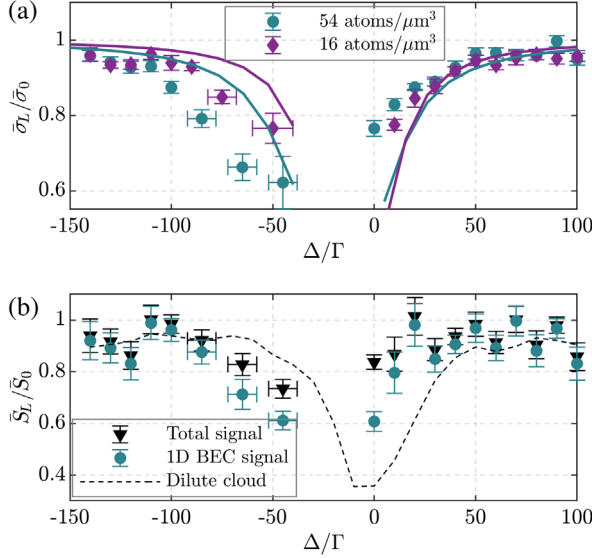 (a)
54 atoms/μm³
16 atoms/μm³
σ̄_L/σ̄_0
1
0.8
0.6
-150 -100 -50 0 50 100
Δ/Γ
(b)
S̄_L/S̄_0
1.2
1
0.8
0.6
0.4
Total signal
1D BEC signal
Dilute cloud
-150 -100 -50 0 50 100
Δ/Γ